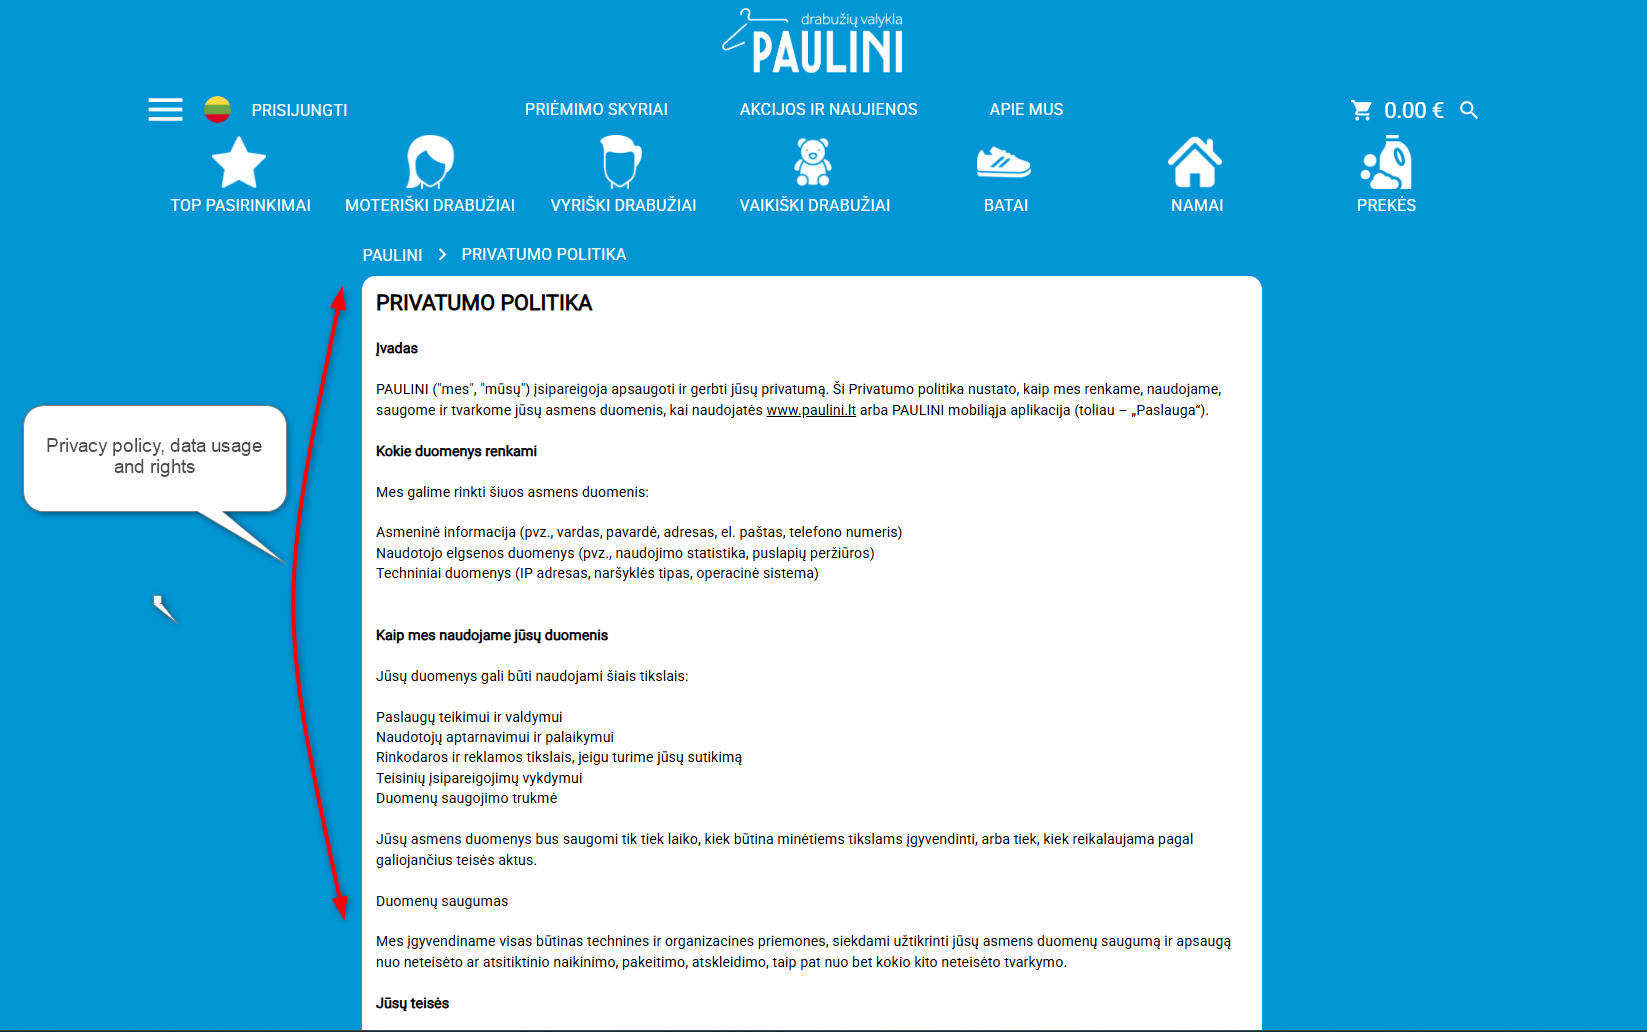 drabužių valykla
PAULINI
PRISIJUNGTI
PRIĖMIMO SKYRIAI
AKCIJOS IR NAUJIENOS
APIE MUS
0.00 €
TOP PASIRINKIMAI
MOTERIŠKI DRABUŽIAI
VYRIŠKI DRABUŽIAI
VAIKIŠKI DRABUŽIAI
BATAI
NAMAI
PREKĖS
PAULINI
PRIVATUMO POLITIKA
PRIVATUMO POLITIKA
Įvadas
PAULINI ("mes", "mūsų") įsipareigoja apsaugoti ir gerbti jūsų privatumą. Ši Privatumo politika nustato, kaip mes renkame, naudojame,
saugome ir tvarkome jūsų asmens duomenis, kai naudojatės www.paulini.lt arba PAULINI mobiliąja aplikacija (toliau – „Paslauga“).
Privacy policy, data usage
and rights
Kokie duomenys renkami
Mes galime rinkti šiuos asmens duomenis:
Asmeninė informacija (pvz., vardas, pavardė, adresas, el. paštas, telefono numeris)
Naudotojo elgsenos duomenys (pvz., naudojimo statistika, puslapių peržiūros)
Techniniai duomenys (IP adresas, naršyklės tipas, operacinė sistema)
Kaip mes naudojame jūsų duomenis
Jūsų duomenys gali būti naudojami šiais tikslais:
Paslaugų teikimui ir valdymui
Naudotojų aptarnavimui ir palaikymui
Rinkodaros ir reklamos tikslais, jeigu turime jūsų sutikimą
Teisinių įsipareigojimų vykdymui
Duomenų saugojimo trukmė
Jūsų asmens duomenys bus saugomi tik tiek laiko, kiek būtina minėtiems tikslams įgyvendinti, arba tiek, kiek reikalaujama pagal
galiojančius teisės aktus.
Duomenų saugumas
Mes įgyvendiname visas būtinas technines ir organizacines priemones, siekdami užtikrinti jūsų asmens duomenų saugumą ir apsaugą
nuo neteisėto ar atsitiktinio naikinimo, pakeitimo, atskleidimo, taip pat nuo bet kokio kito neteisėto tvarkymo.
Jūsų teisės